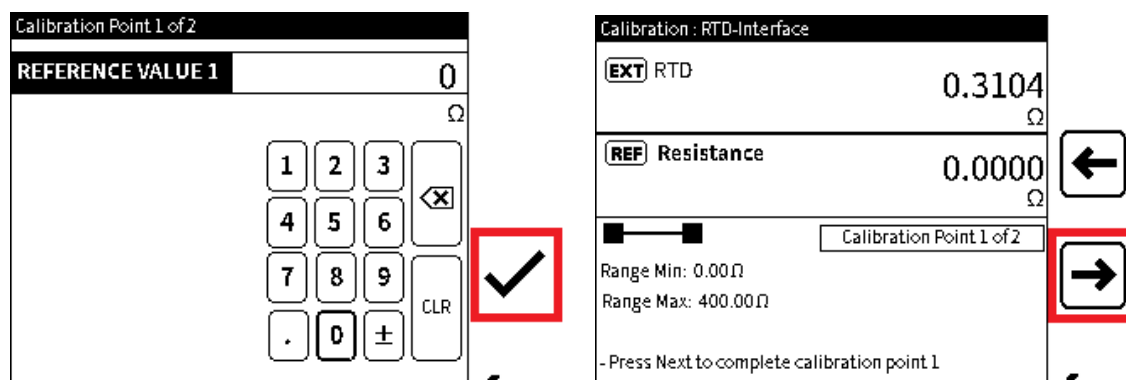 Calibration Point 1 of 2
REFERENCE VALUE 1 0
Ω
1 2 3
4 5 6
7 8 9
CLR
. 0 ±
Calibration : RTD-Interface
EXT RTD
0.3104
Ω
REF Resistance
0.0000
Ω
Calibration Point 1 of 2
Range Min: 0.00Ω
Range Max: 400.00Ω
- Press Next to complete calibration point 1